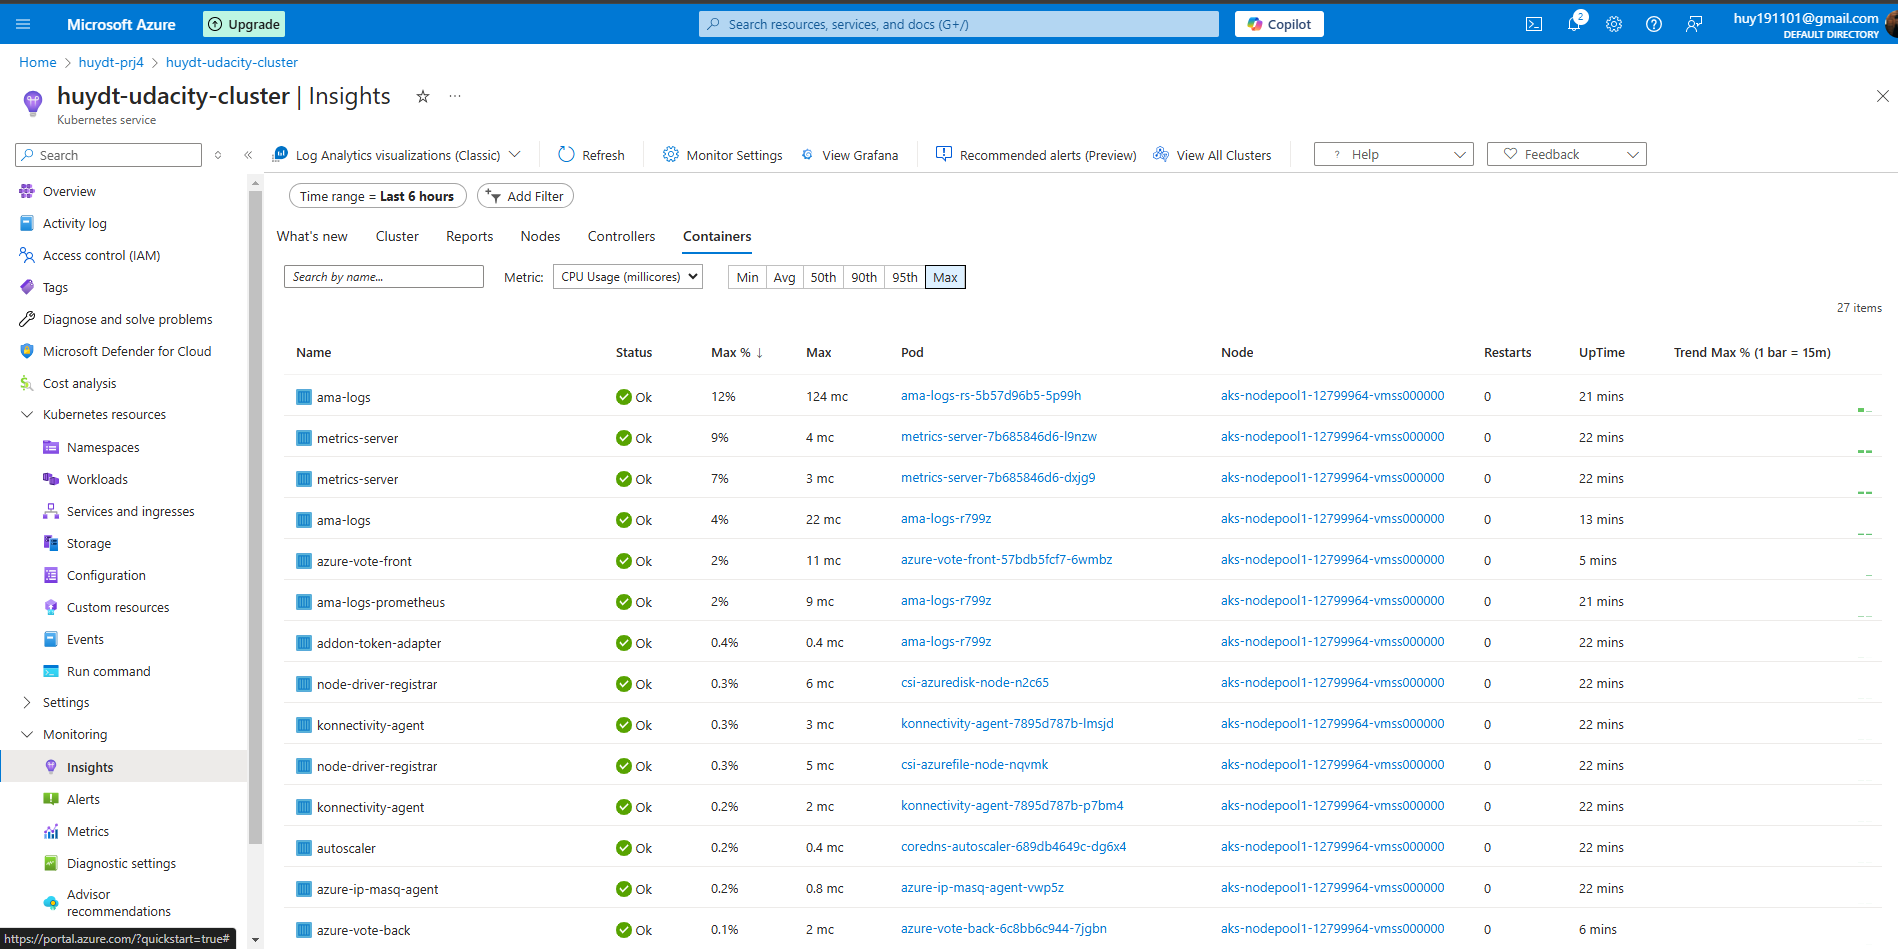 Microsoft Azure
Upgrade
Search resources, services, and docs (G+/)
Copilot
2
huy191101@gmail.com
DEFAULT DIRECTORY
Home > huydt-prj4 > huydt-udacity-cluster
huydt-udacity-cluster | Insights
Kubernetes service
Search
Overview
Activity log
Access control (IAM)
Tags
Diagnose and solve problems
Microsoft Defender for Cloud
Cost analysis
Kubernetes resources
Namespaces
Workloads
Services and ingresses
Storage
Configuration
Custom resources
Events
Run command
Settings
Monitoring
Insights
Alerts
Metrics
Diagnostic settings
Advisor
recommendations
https://portal.azure.com/?quickstart=true#
Log Analytics visualizations (Classic) Refresh Monitor Settings View Grafana Recommended alerts (Preview) View All Clusters ? Help Feedback
Time range = Last 6 hours Add Filter
What's new Cluster Reports Nodes Controllers Containers
Search by name... Metric: CPU Usage (millicores) Min Avg 50th 90th 95th Max
27 items
Name Status Max % ↓ Max Pod Node Restarts UpTime Trend Max % (1 bar = 15m)
ama-logs Ok 12% 124 mc ama-logs-rs-5b57d96b5-5p99h aks-nodepool1-12799964-vmss000000 0 21 mins
metrics-server Ok 9% 4 mc metrics-server-7b685846d6-l9nzw aks-nodepool1-12799964-vmss000000 0 22 mins
metrics-server Ok 7% 3 mc metrics-server-7b685846d6-dxjg9 aks-nodepool1-12799964-vmss000000 0 22 mins
ama-logs Ok 4% 22 mc ama-logs-r799z aks-nodepool1-12799964-vmss000000 0 13 mins
azure-vote-front Ok 2% 11 mc azure-vote-front-57bdb5fcf7-6wmbz aks-nodepool1-12799964-vmss000000 0 5 mins
ama-logs-prometheus Ok 2% 9 mc ama-logs-r799z aks-nodepool1-12799964-vmss000000 0 21 mins
addon-token-adapter Ok 0.4% 0.4 mc ama-logs-r799z aks-nodepool1-12799964-vmss000000 0 22 mins
node-driver-registrar Ok 0.3% 6 mc csi-azuredisk-node-n2c65 aks-nodepool1-12799964-vmss000000 0 22 mins
konnectivity-agent Ok 0.3% 3 mc konnectivity-agent-7895d787b-lmsjd aks-nodepool1-12799964-vmss000000 0 22 mins
node-driver-registrar Ok 0.3% 5 mc csi-azurefile-node-nqvmk aks-nodepool1-12799964-vmss000000 0 22 mins
konnectivity-agent Ok 0.2% 2 mc konnectivity-agent-7895d787b-p7bm4 aks-nodepool1-12799964-vmss000000 0 22 mins
autoscaler Ok 0.2% 0.4 mc coredns-autoscaler-689db4649c-dg6x4 aks-nodepool1-12799964-vmss000000 0 22 mins
azure-ip-masq-agent Ok 0.2% 0.8 mc azure-ip-masq-agent-vwp5z aks-nodepool1-12799964-vmss000000 0 22 mins
azure-vote-back Ok 0.1% 2 mc azure-vote-back-6c8bb6c944-7jgbn aks-nodepool1-12799964-vmss000000 0 6 mins